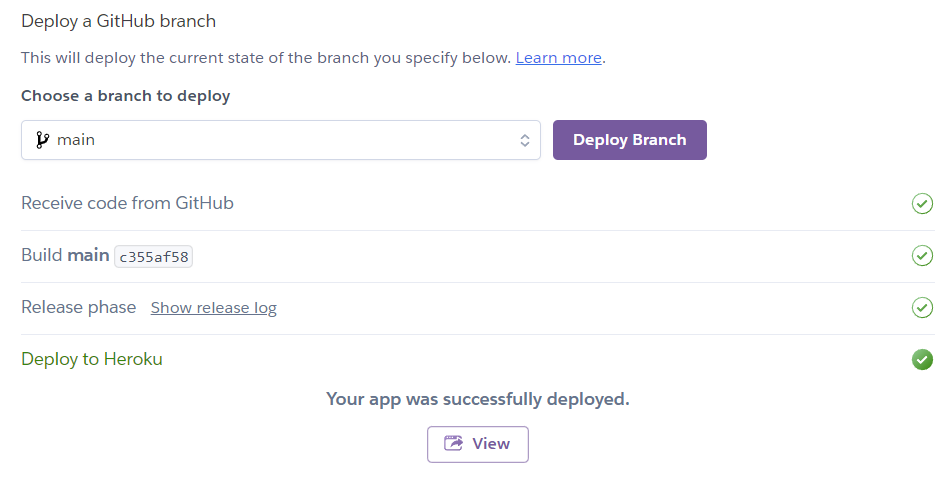 Deploy a GitHub branch
This will deploy the current state of the branch you specify below. Learn more.
Choose a branch to deploy
main
Deploy Branch
Receive code from GitHub
Build main c355af58
Release phase Show release log
Deploy to Heroku
Your app was successfully deployed.
View